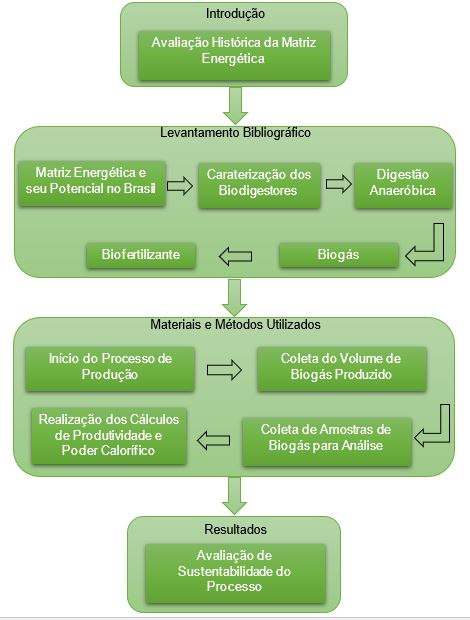 Introdução
Avaliação Histórica da Matriz
Energética
Levantamento Bibliográfico
Matriz Energética e
seu Potencial no Brasil
Caraterização dos
Biodigestores
Digestão
Anaeróbica
Biogás
Biofertilizante
Materiais e Métodos Utilizados
Início do Processo de
Produção
Coleta do Volume de
Biogás Produzido
Coleta de Amostras de
Biogás para Análise
Realização dos Cálculos
de Produtividade e
Poder Calorífico
Resultados
Avaliação de
Sustentabilidade do
Processo